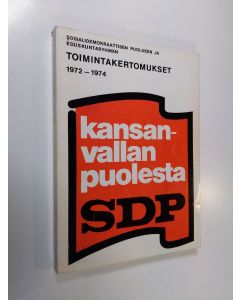 SOSIALIDEMOKRAATTISEN PUOLUEEN JA
EDUSKUNTARYHMÄN
TOIMINTAKERTOMUKSET
1972 – 1974
kansan-
vallan
puolesta
SDP